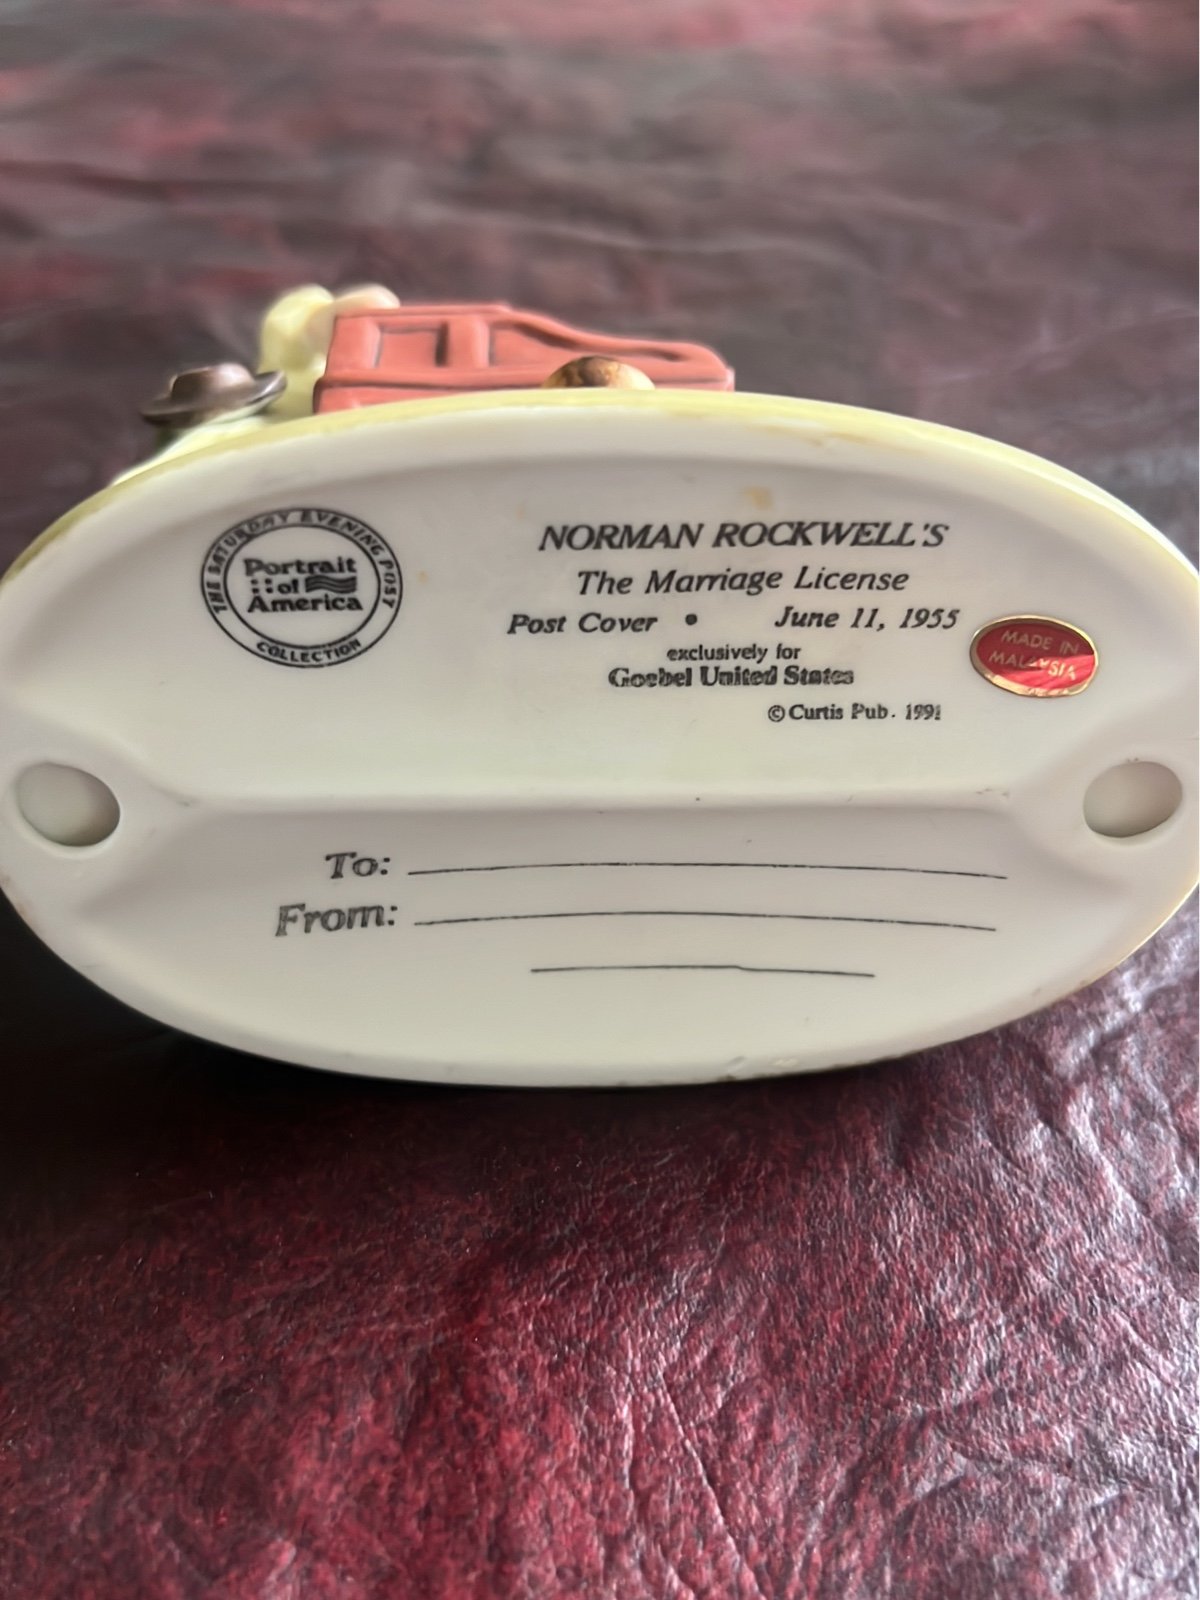 THE SATURDAY EVENING POST
Portrait
of
America
COLLECTION
NORMAN ROCKWELL'S
The Marriage License
Post Cover • June 11, 1955
exclusively for
Goebel United States
© Curtis Pub. 1991
MADE IN
MALAYSIA
To:
From: